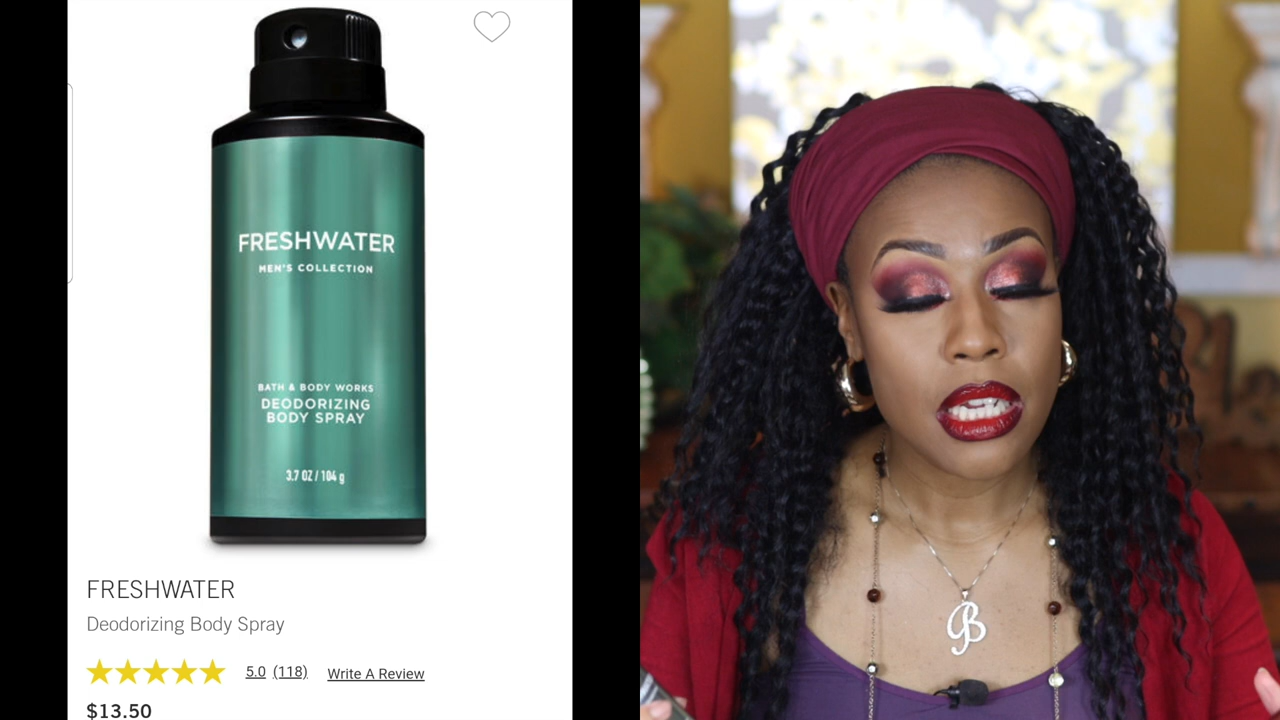 FRESHWATER
MEN'S COLLECTION
BATH & BODY WORKS
DEODORIZING
BODY SPRAY
3.7 OZ / 104 g
FRESHWATER
Deodorizing Body Spray
5.0 (118) Write A Review
$13.50
B